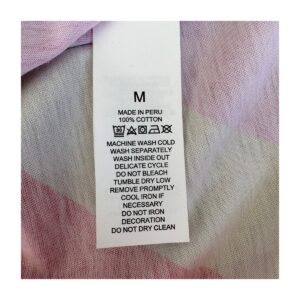 M
MADE IN PERU
100% COTTON
MACHINE WASH COLD
WASH SEPARATELY
WASH INSIDE OUT
DELICATE CYCLE
DO NOT BLEACH
TUMBLE DRY LOW
REMOVE PROMPTLY
COOL IRON IF
NECESSARY
DO NOT IRON
DECORATION
DO NOT DRY CLEAN